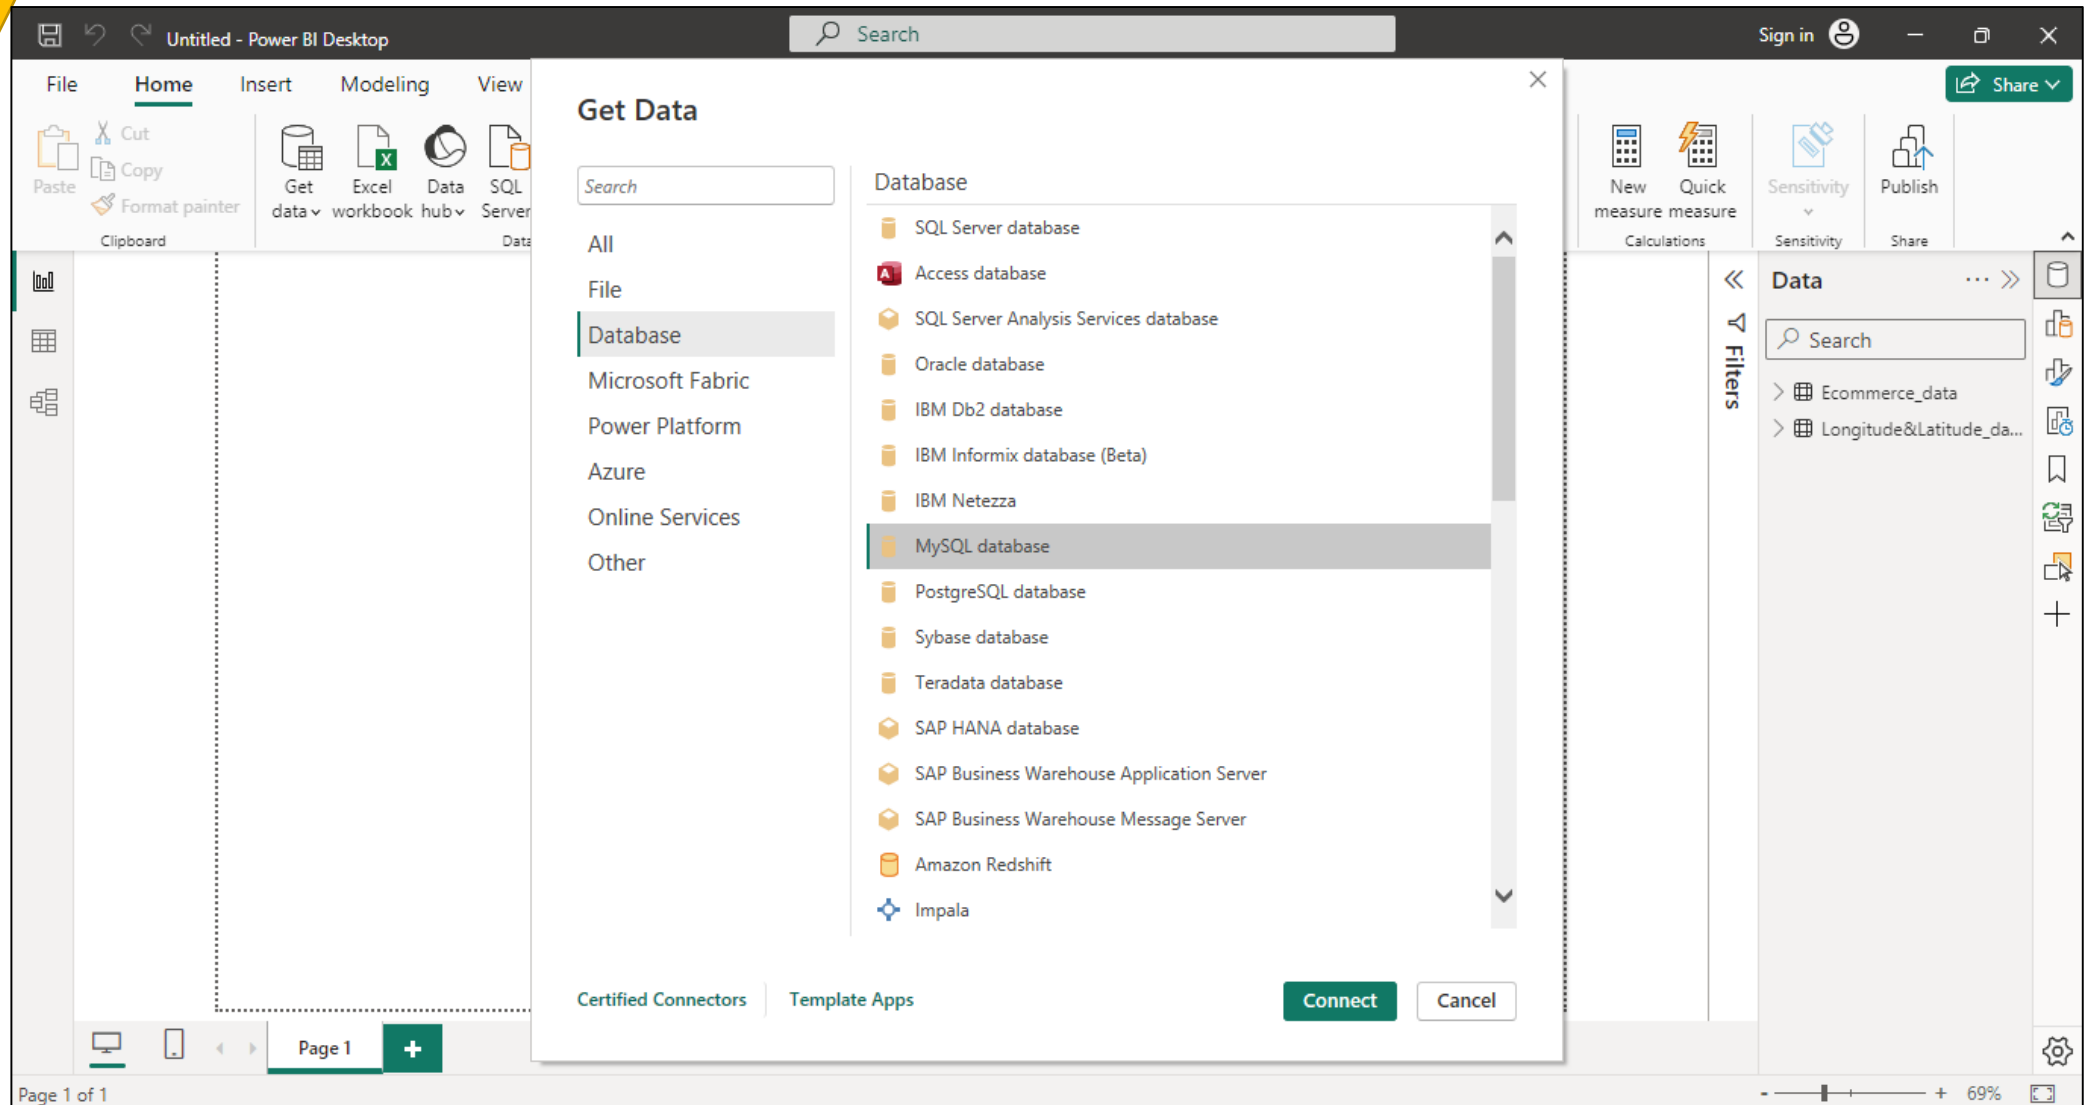 Untitled - Power BI Desktop
Search
Sign in
File Home Insert Modeling View
Share
Paste
Cut
Copy
Format painter
Clipboard
Get data
Excel workbook
Data hub
SQL Server
Data
New measure
Quick measure
Calculations
Sensitivity
Sensitivity
Publish
Share
Get Data
Search
All
File
Database
Microsoft Fabric
Power Platform
Azure
Online Services
Other
Database
SQL Server database
Access database
SQL Server Analysis Services database
Oracle database
IBM Db2 database
IBM Informix database (Beta)
IBM Netezza
MySQL database
PostgreSQL database
Sybase database
Teradata database
SAP HANA database
SAP Business Warehouse Application Server
SAP Business Warehouse Message Server
Amazon Redshift
Impala
Certified Connectors
Template Apps
Connect
Cancel
Filters
Data
Search
Ecommerce_data
Longitude&Latitude_da...
Page 1
Page 1 of 1
69%